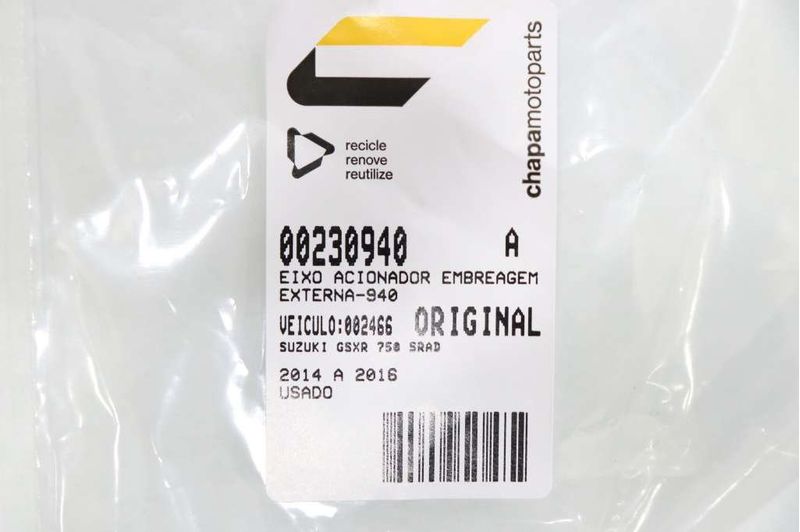 chapamotoparts
recicle
renove
reutilize
00230940 A
EIXO ACIONADOR EMBREAGEM
EXTERNA-940
VEICULO:002466 ORIGINAL
SUZUKI GSXR 750 SRAD
2014 A 2016
USADO